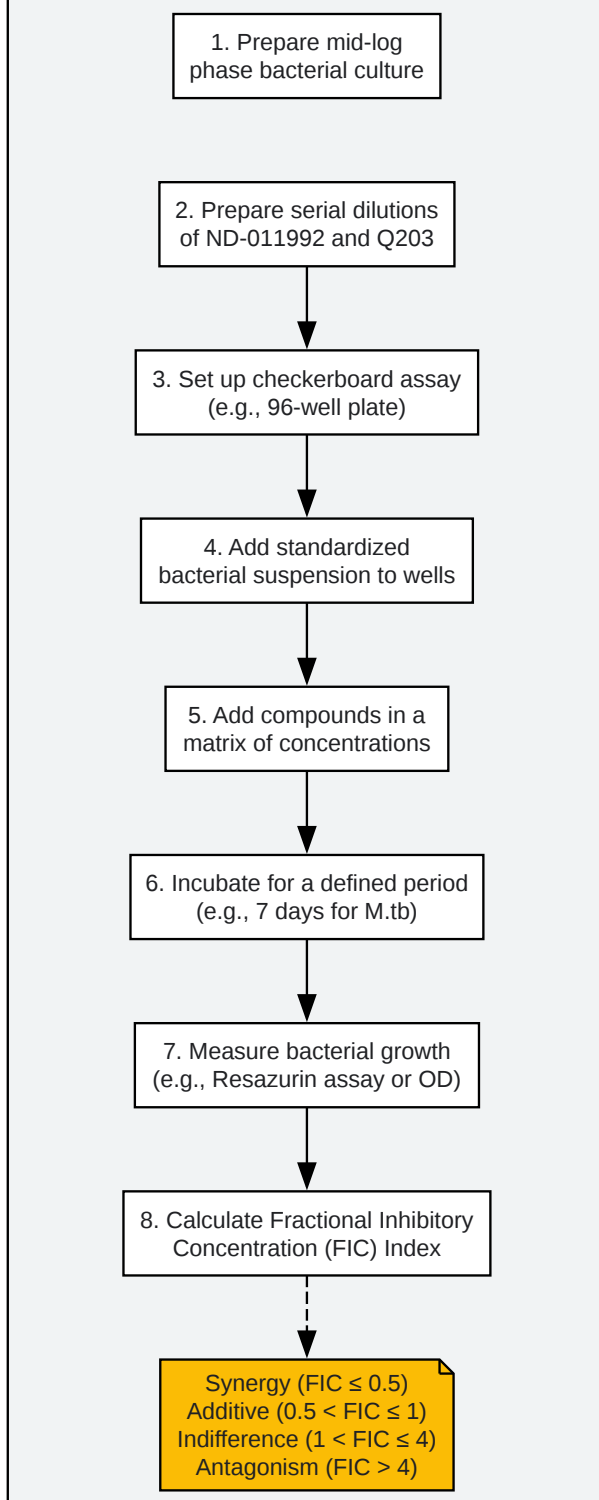 1. Prepare mid-log
phase bacterial culture
2. Prepare serial dilutions
of ND-011992 and Q203
3. Set up checkerboard assay
(e.g., 96-well plate)
4. Add standardized
bacterial suspension to wells
5. Add compounds in a
matrix of concentrations
6. Incubate for a defined period
(e.g., 7 days for M.tb)
7. Measure bacterial growth
(e.g., Resazurin assay or OD)
8. Calculate Fractional Inhibitory
Concentration (FIC) Index
Synergy (FIC ≤ 0.5)
Additive (0.5 < FIC ≤ 1)
Indifference (1 < FIC ≤ 4)
Antagonism (FIC > 4)